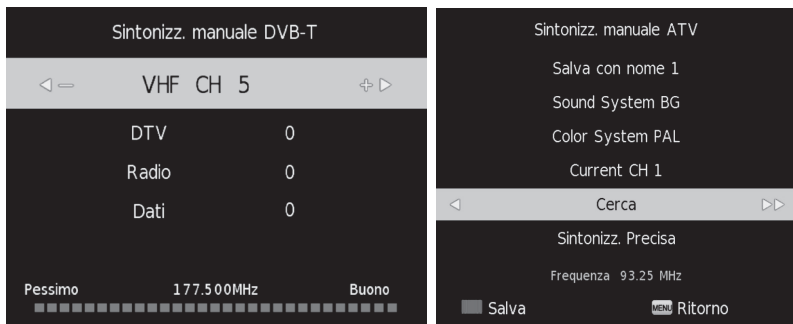 Sintonizz. manuale DVB-T
VHF CH 5
DTV 0
Radio 0
Dati 0
Pessimo 177.500MHz Buono
Sintonizz. manuale ATV
Salva con nome 1
Sound System BG
Color System PAL
Current CH 1
Cerca
Sintonizz. Precisa
Frequenza 93.25 MHz
Salva MENU Ritorno